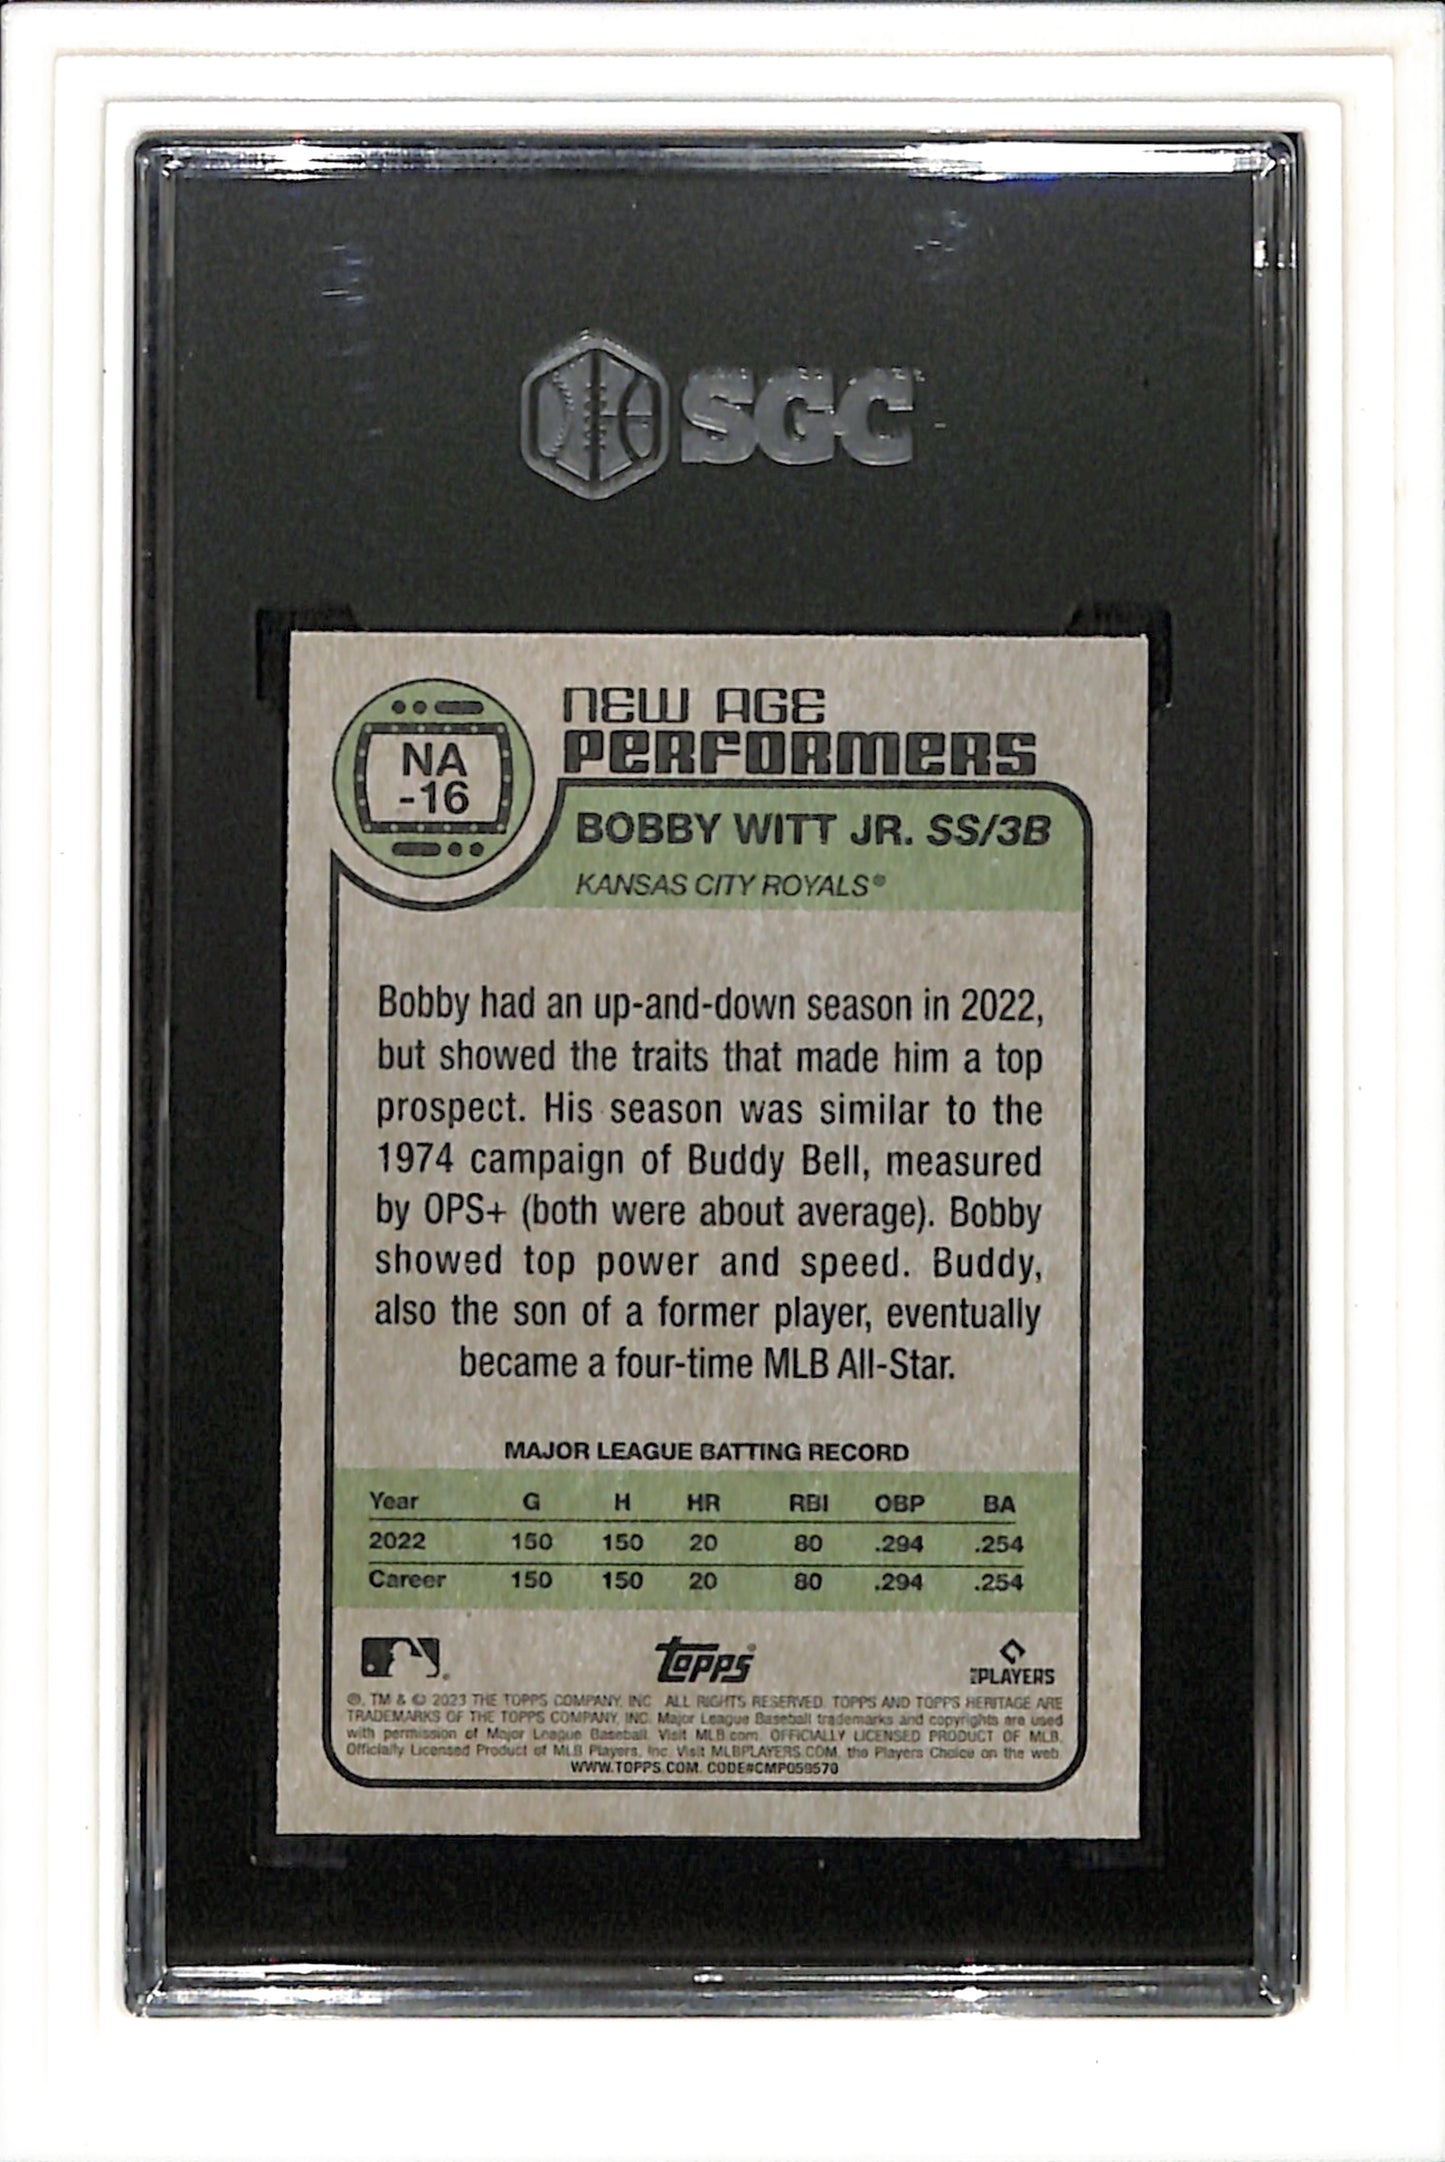 SGC
NA
-16
NEW AGE
PERFORMERS
BOBBY WITT JR. SS/3B
KANSAS CITY ROYALS®
Bobby had an up-and-down season in 2022,
but showed the traits that made him a top
prospect. His season was similar to the
1974 campaign of Buddy Bell, measured
by OPS+ (both were about average). Bobby
showed top power and speed. Buddy,
also the son of a former player, eventually
became a four-time MLB All-Star.
MAJOR LEAGUE BATTING RECORD
Year G H HR RBI OBP BA
2022 150 150 20 80 .294 .254
Career 150 150 20 80 .294 .254
Topps®
PLAYERS
®, TM & © 2023 THE TOPPS COMPANY, INC. ALL RIGHTS RESERVED. TOPPS AND TOPPS HERITAGE ARE
TRADEMARKS OF THE TOPPS COMPANY, INC. Major League Baseball trademarks and copyrights are used
with permission of Major League Baseball. Visit MLB.com. OFFICIALLY LICENSED PRODUCT OF MLB
Officially Licensed Product of MLB Players, Inc. Visit MLBPLAYERS.COM, the Players Choice on the web.
WWW.TOPPS.COM. CODE#CMP059570